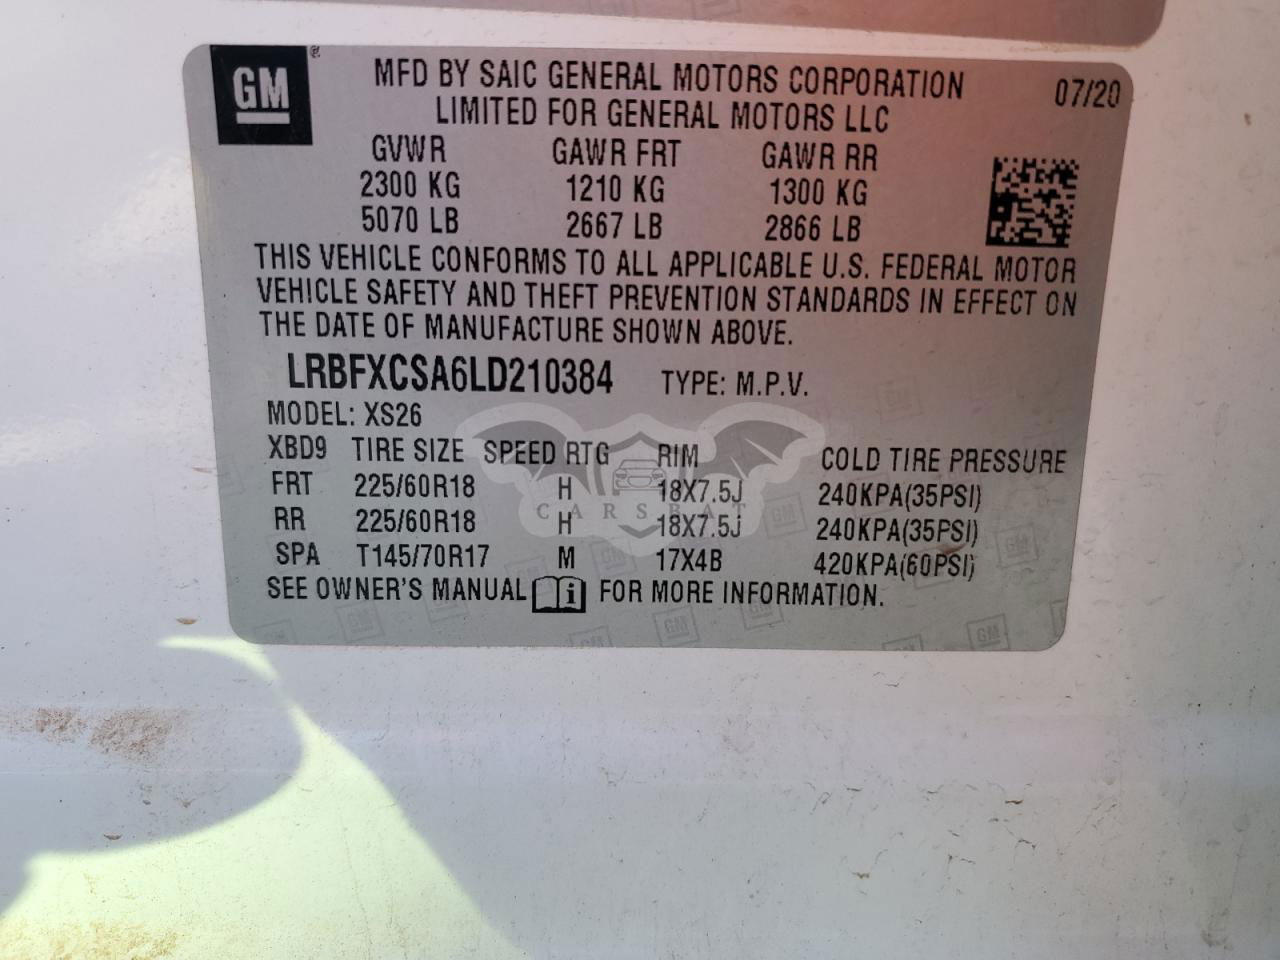 GM ®
MFD BY SAIC GENERAL MOTORS CORPORATION 07/20
LIMITED FOR GENERAL MOTORS LLC
GVWR GAWR FRT GAWR RR
2300 KG 1210 KG 1300 KG
5070 LB 2667 LB 2866 LB
THIS VEHICLE CONFORMS TO ALL APPLICABLE U.S. FEDERAL MOTOR
VEHICLE SAFETY AND THEFT PREVENTION STANDARDS IN EFFECT ON
THE DATE OF MANUFACTURE SHOWN ABOVE.
LRBFXCSA6LD210384 TYPE: M.P.V.
MODEL: XS26
XBD9 TIRE SIZE SPEED RTG RIM COLD TIRE PRESSURE
FRT 225/60R18 H 18X7.5J 240KPA(35PSI)
CARSBAT
RR 225/60R18 H 18X7.5J 240KPA(35PSI)
SPA T145/70R17 M 17X4B 420KPA(60PSI)
SEE OWNER'S MANUAL i FOR MORE INFORMATION.